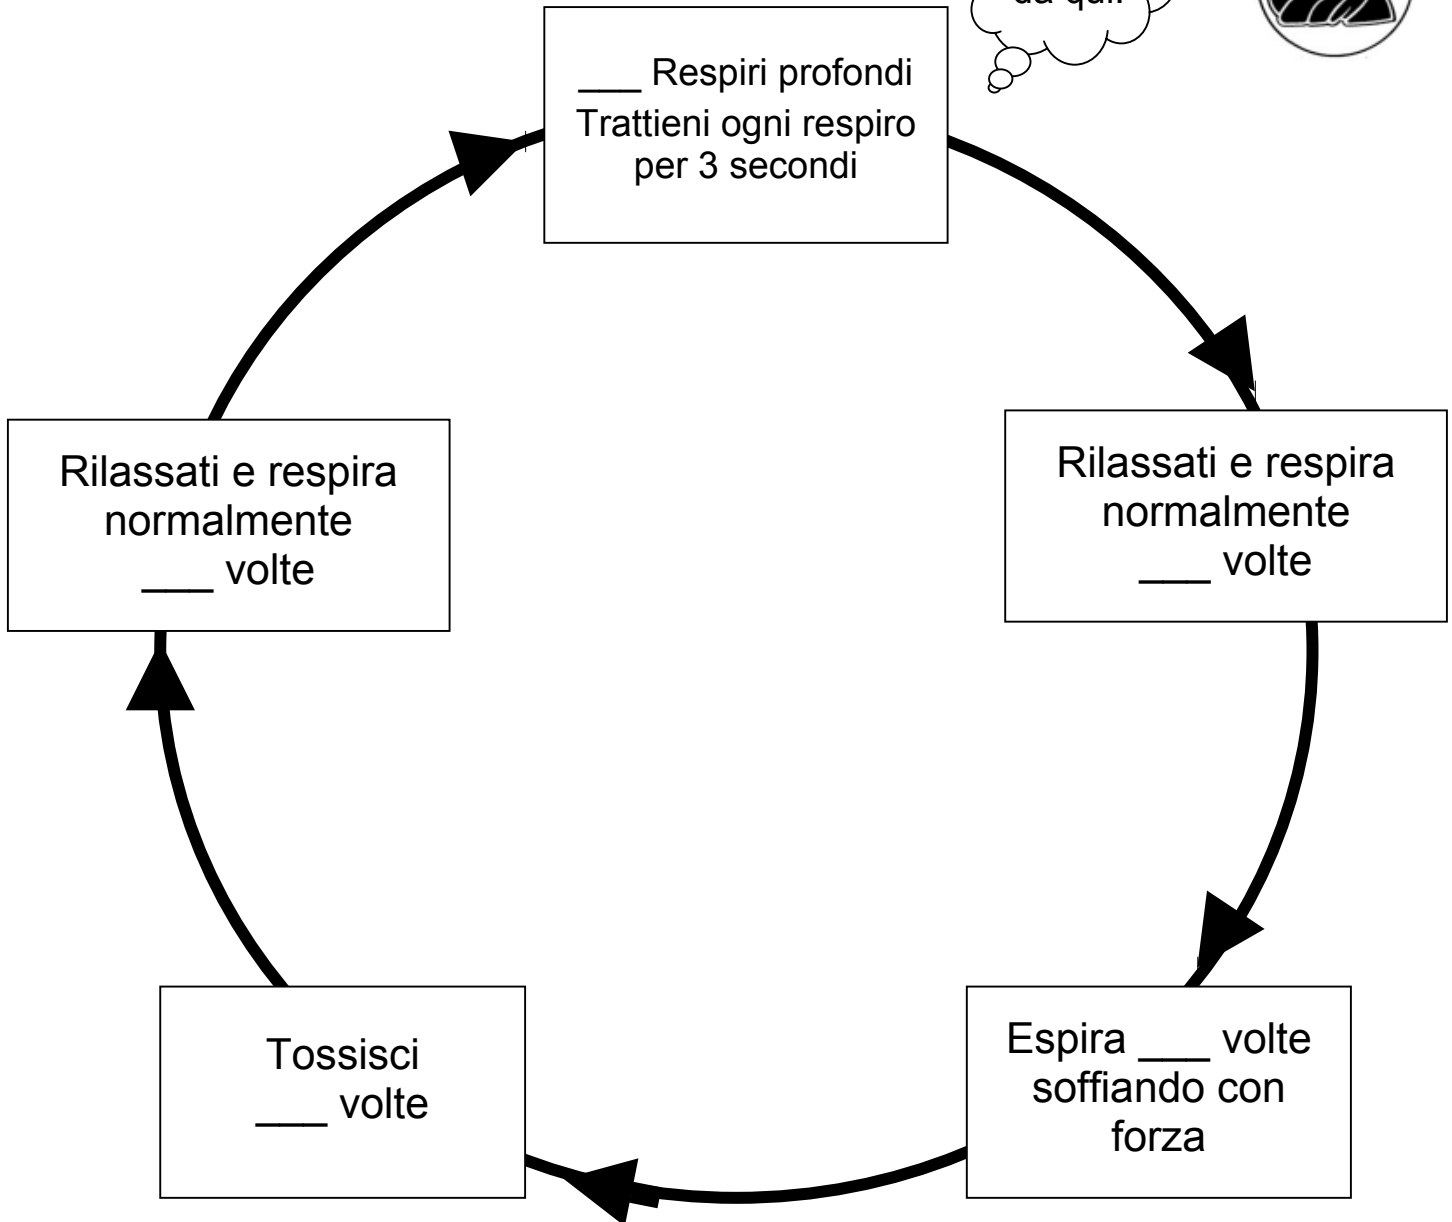 da qui.
___ Respiri profondi
Trattieni ogni respiro
per 3 secondi
Rilassati e respira
normalmente
___ volte
Rilassati e respira
normalmente
___ volte
Tossisci
___ volte
Espira ___ volte
soffiando con
forza